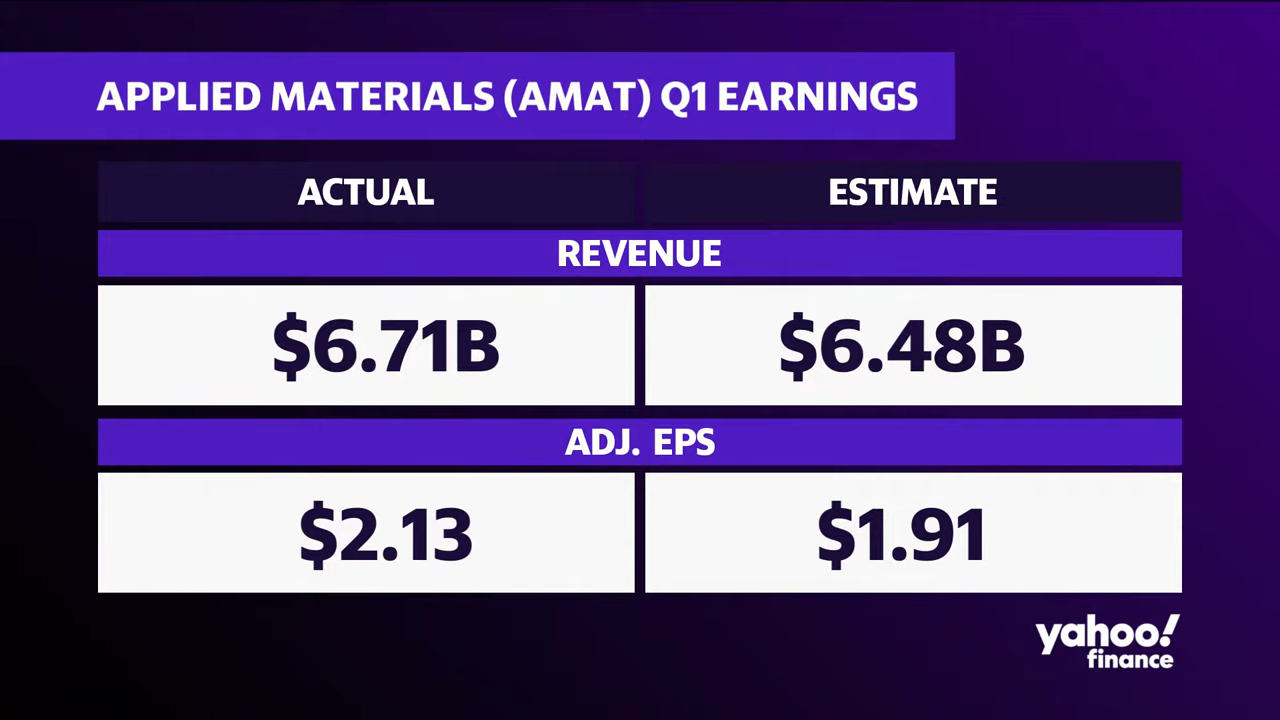 APPLIED MATERIALS (AMAT) Q1 EARNINGS
ACTUAL ESTIMATE
REVENUE
$6.71B $6.48B
ADJ. EPS
$2.13 $1.91
yahoo!
finance